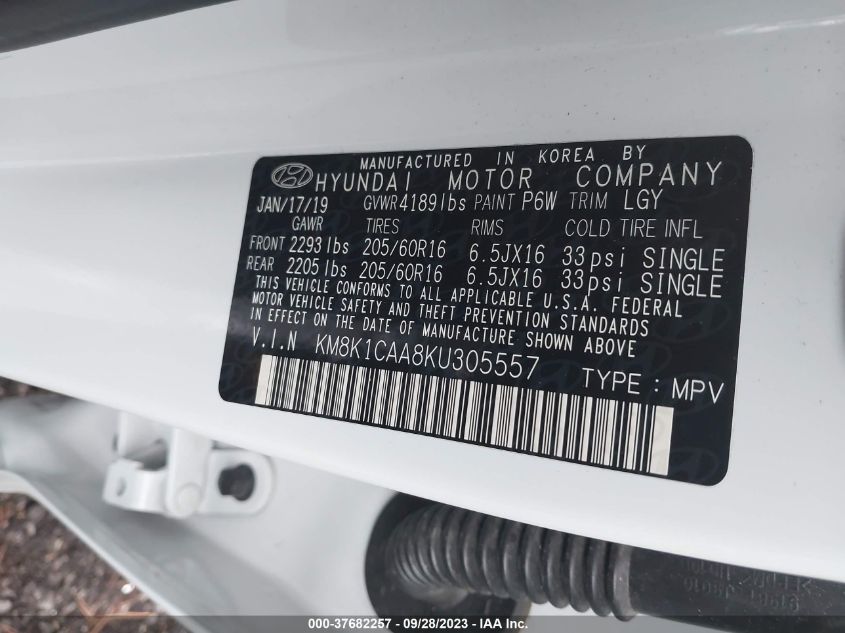 MANUFACTURED IN KOREA BY
HYUNDAI MOTOR COMPANY
JAN/17/19 GVWR 4189lbs PAINT P6W TRIM LGY
GAWR TIRES RIMS COLD TIRE INFL
FRONT 2293lbs 205/60R16 6.5JX16 33psi SINGLE
REAR 2205lbs 205/60R16 6.5JX16 33psi SINGLE
THIS VEHICLE CONFORMS TO ALL APPLICABLE U.S.A. FEDERAL
MOTOR VEHICLE SAFETY AND THEFT PREVENTION STANDARDS
IN EFFECT ON THE DATE OF MANUFACTURE SHOWN ABOVE
V.I.N KM8K1CAA8KU305557 TYPE : MPV
000-37682257 - 09/28/2023 - IAA Inc.